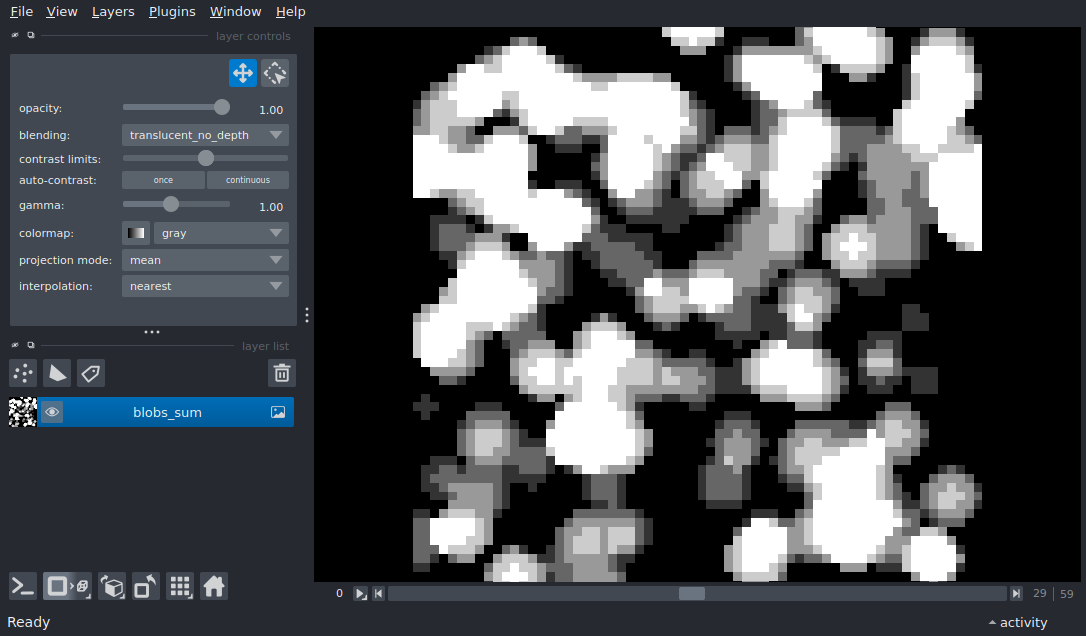 File View Layers Plugins Window Help
layer controls
opacity: 1.00
blending: translucent_no_depth
contrast limits:
auto-contrast: once continuous
gamma: 1.00
colormap: gray
projection mode: mean
interpolation: nearest
layer list
blobs_sum
0 29 59
Ready activity